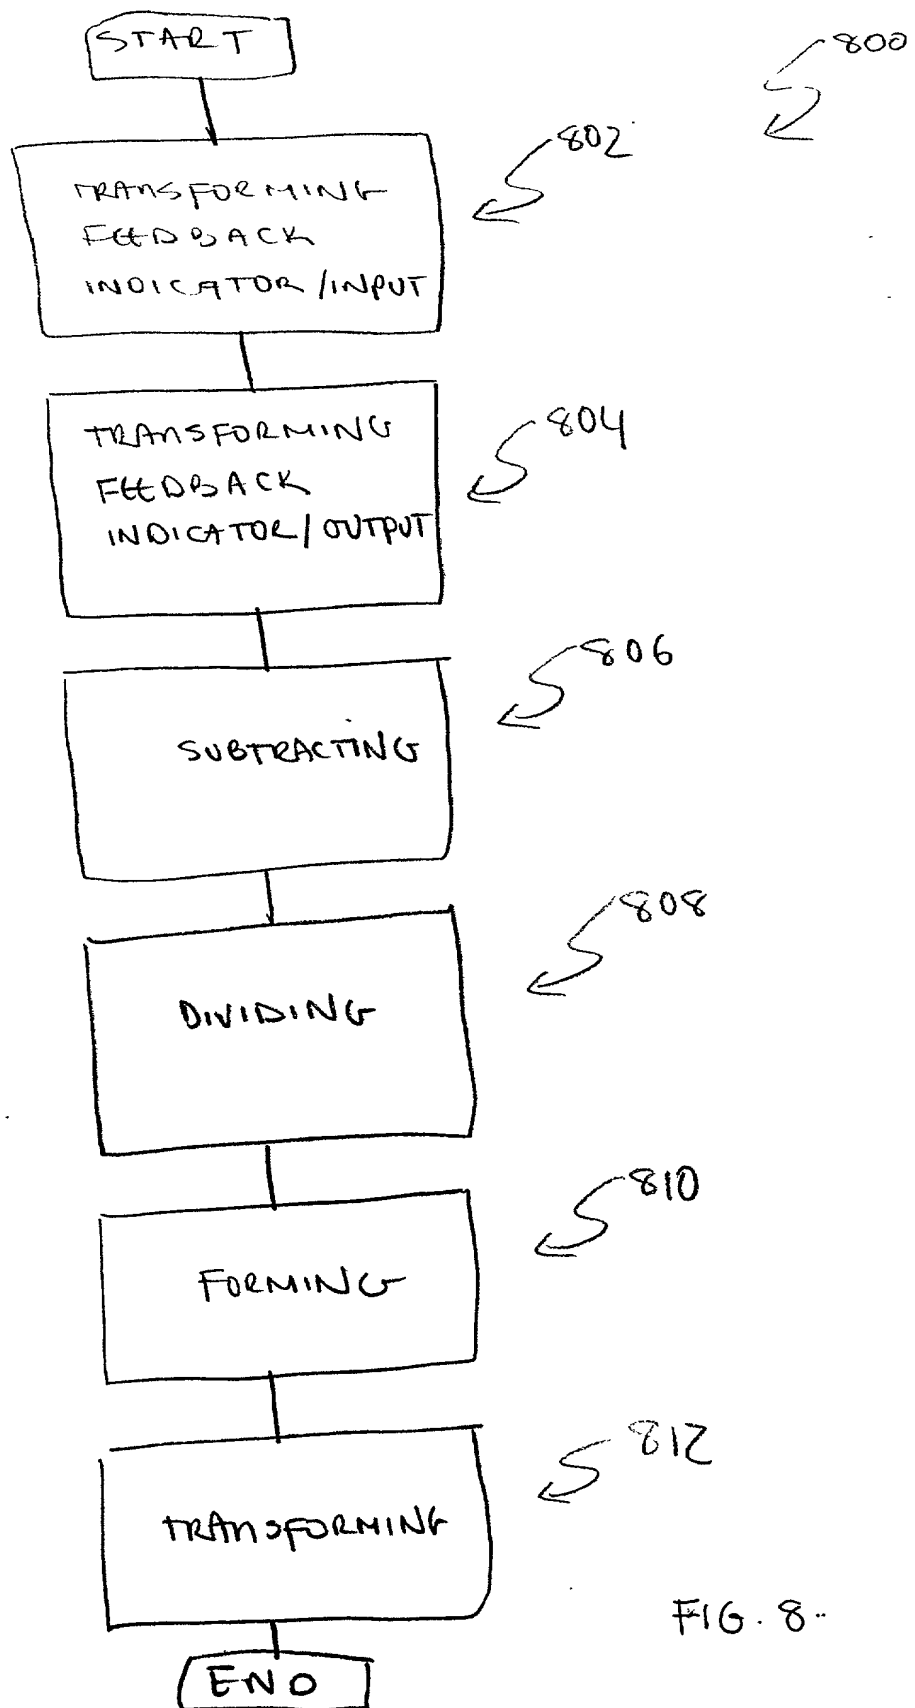 START
800
802
TRANSFORMING
FEEDBACK
INDICATOR/INPUT
804
TRANSFORMING
FEEDBACK
INDICATOR/OUTPUT
806
SUBTRACTING
808
DIVIDING
810
FORMING
812
TRANSFORMING
FIG. 8.
END